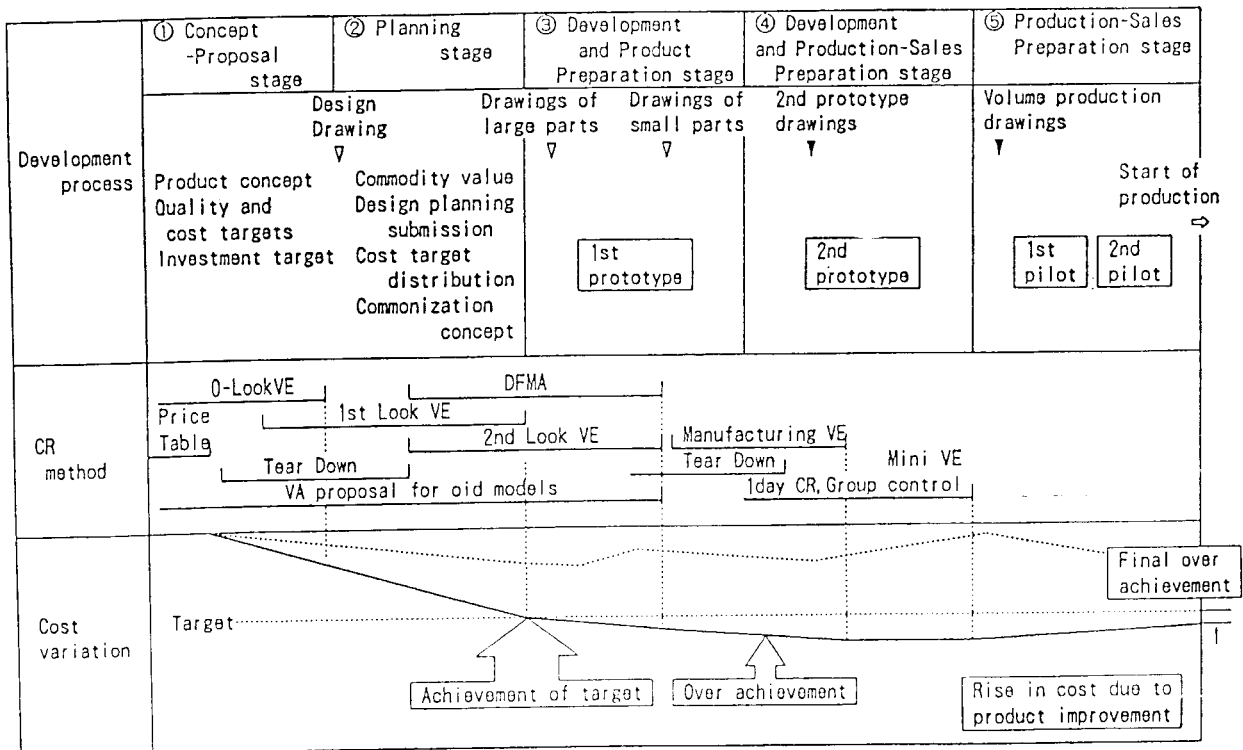 ① Concept
-Proposal
stage
② Planning
stage
③ Development
and Product
Preparation stage
④ Development
and Production-Sales
Preparation stage
⑤ Production-Sales
Preparation stage
Development
process
Design
Drawing
Drawings of
large parts
Drawings of
small parts
2nd prototype
drawings
Volume production
drawings
Start of
production
Product concept
Quality and
cost targets
Investment target
Commodity value
Design planning
submission
Cost target
distribution
Commonization
concept
1st
prototype
2nd
prototype
1st
pilot
2nd
pilot
CR
method
0-LookVE
DFMA
Price
Table
1st Look VE
2nd Look VE
Manufacturing VE
Tear Down
Tear Down
Mini VE
VA proposal for oid models
1day CR, Group control
Cost
variation
Target
Final over
achievement
Achievement of target
Over achievement
Rise in cost due to
product improvement